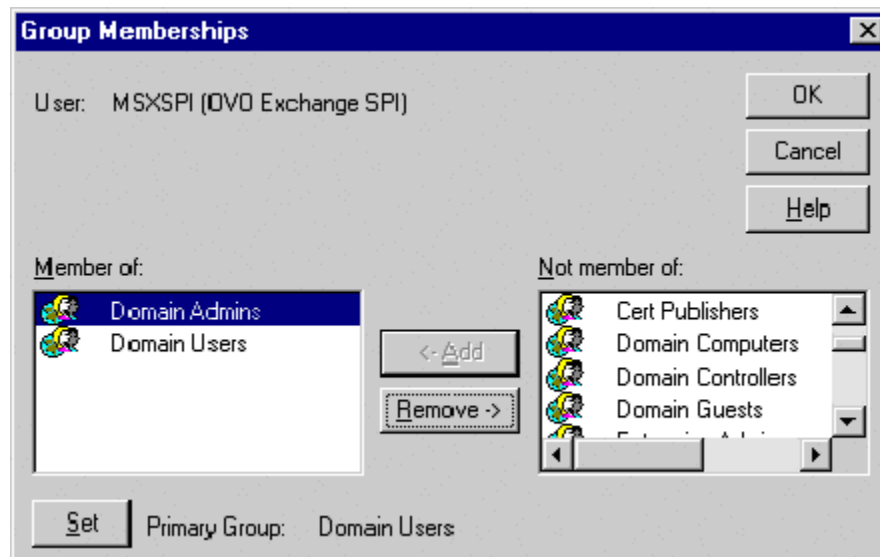 Group Memberships
User: MSXSPI (OVO Exchange SPI)
OK
Cancel
Help
Member of:
Domain Admins
Domain Users
<- Add
Remove ->
Not member of:
Cert Publishers
Domain Computers
Domain Controllers
Domain Guests
Set
Primary Group: Domain Users